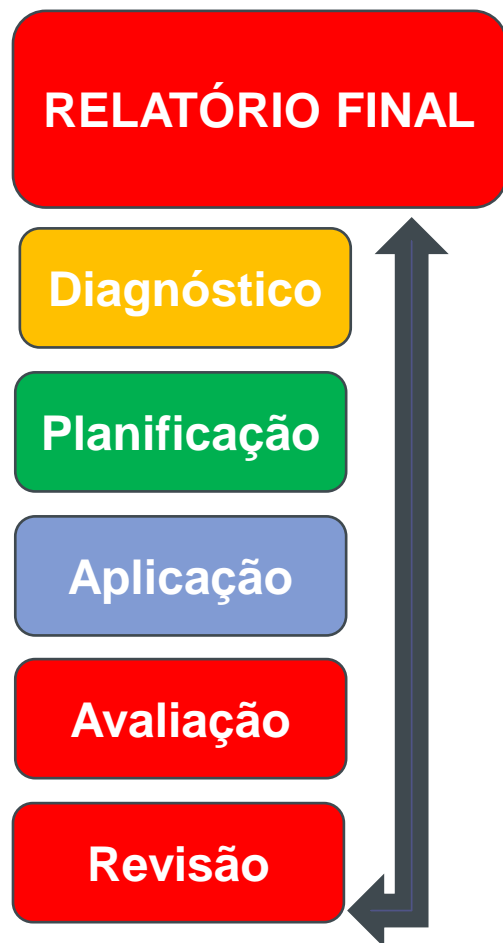 RELATÓRIO FINAL
Diagnóstico
Planificação
Aplicação
Avaliação
Revisão